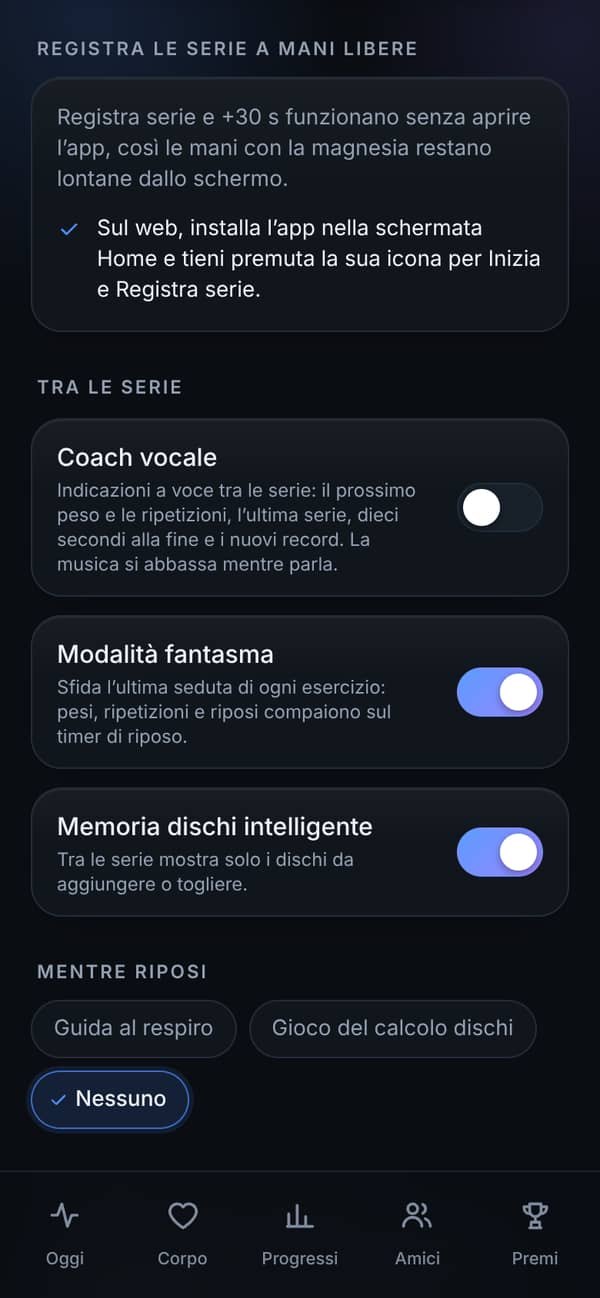 REGISTRA LE SERIE A MANI LIBERE
Registra serie e +30 s funzionano senza aprire
l’app, così le mani con la magnesia restano
lontane dallo schermo.
Sul web, installa l’app nella schermata
Home e tieni premuta la sua icona per Inizia
e Registra serie.
TRA LE SERIE
Coach vocale
Indicazioni a voce tra le serie: il prossimo
peso e le ripetizioni, l’ultima serie, dieci
secondi alla fine e i nuovi record. La
musica si abbassa mentre parla.
Modalità fantasma
Sfida l’ultima seduta di ogni esercizio:
pesi, ripetizioni e riposi compaiono sul
timer di riposo.
Memoria dischi intelligente
Tra le serie mostra solo i dischi da
aggiungere o togliere.
MENTRE RIPOSI
Guida al respiro
Gioco del calcolo dischi
Nessuno
Oggi
Corpo
Progressi
Amici
Premi